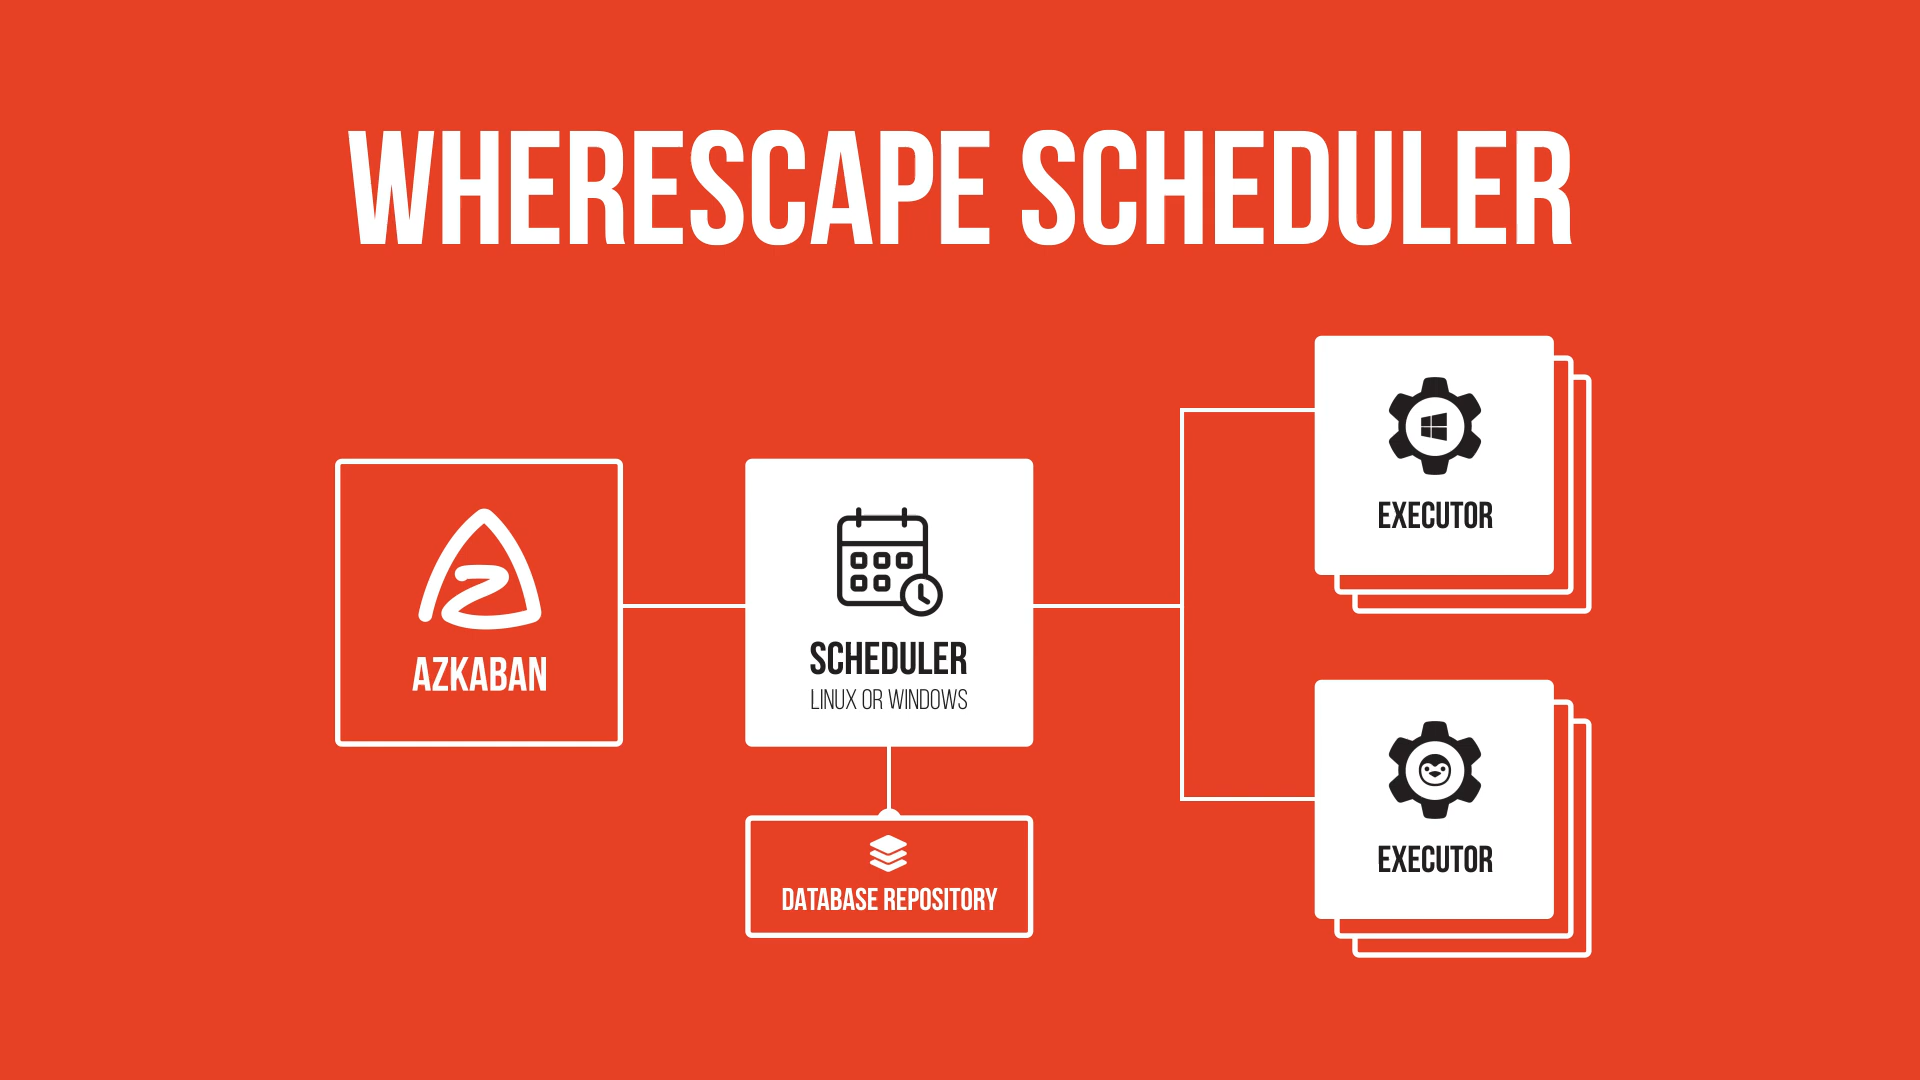 WHERESCAPE SCHEDULER
AZKABAN
SCHEDULER
LINUX OR WINDOWS
DATABASE REPOSITORY
EXECUTOR
EXECUTOR